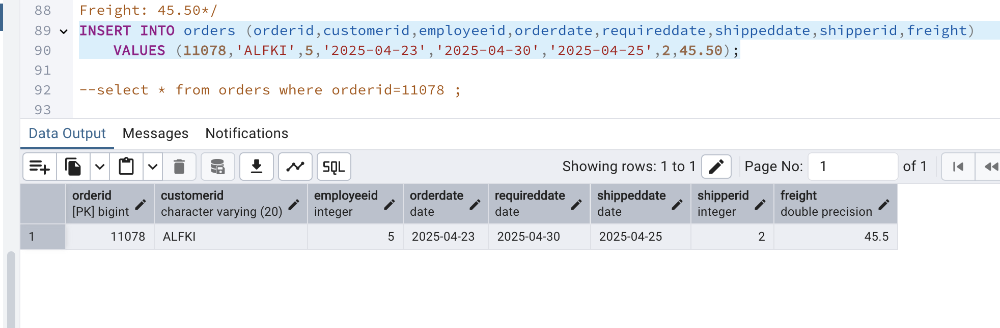 88 Freight: 45.50*/
89 INSERT INTO orders (orderid,customerid,employeeid,orderdate,requireddate,shippeddate,shipperid,freight)
90 VALUES (11078,'ALFKI',5,'2025-04-23','2025-04-30','2025-04-25',2,45.50);
91
92 --select * from orders where orderid=11078 ;
93
Data Output Messages Notifications
SQL Showing rows: 1 to 1 Page No: 1 of 1
orderid customerid employeeid orderdate requireddate shippeddate shipperid freight
[PK] bigint character varying (20) integer date date date integer double precision
1 11078 ALFKI 5 2025-04-23 2025-04-30 2025-04-25 2 45.5